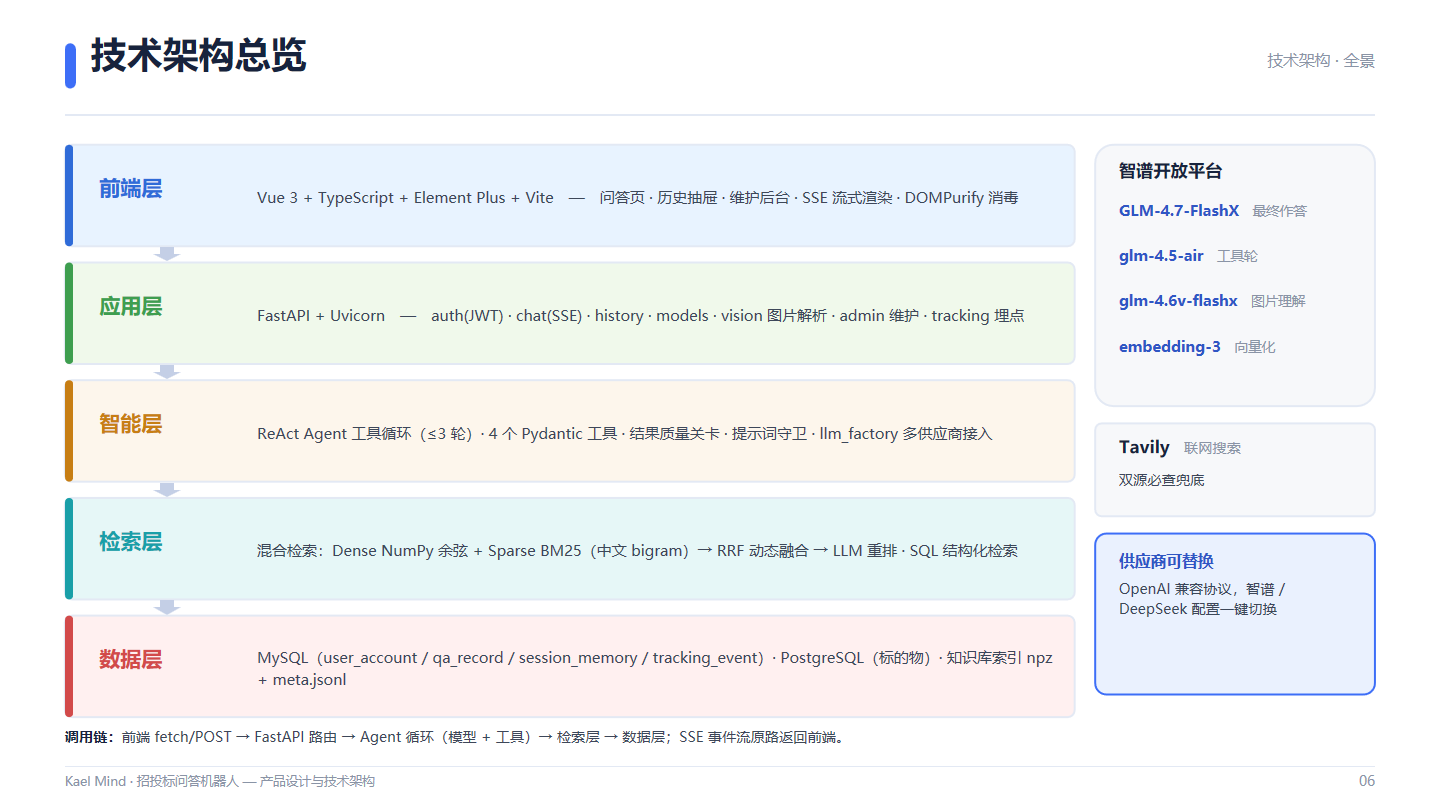 技术架构总览
技术架构 · 全景
前端层
Vue 3 + TypeScript + Element Plus + Vite — 问答页 · 历史抽屉 · 维护后台 · SSE 流式渲染 · DOMPurify 消毒
应用层
FastAPI + Uvicorn — auth(JWT) · chat(SSE) · history · models · vision 图片解析 · admin 维护 · tracking 埋点
智能层
ReAct Agent 工具循环（≤3 轮）· 4 个 Pydantic 工具 · 结果质量关卡 · 提示词守卫 · llm_factory 多供应商接入
检索层
混合检索：Dense NumPy 余弦 + Sparse BM25（中文 bigram）→ RRF 动态融合 → LLM 重排 · SQL 结构化检索
数据层
MySQL（user_account / qa_record / session_memory / tracking_event）· PostgreSQL（标的物）· 知识库索引 npz
+ meta.jsonl
智谱开放平台
GLM-4.7-FlashX 最终作答
glm-4.5-air 工具轮
glm-4.6v-flashx 图片理解
embedding-3 向量化
Tavily 联网搜索
双源必查兜底
供应商可替换
OpenAI 兼容协议，智谱 /
DeepSeek 配置一键切换
调用链：前端 fetch/POST → FastAPI 路由 → Agent 循环（模型 + 工具）→ 检索层 → 数据层；SSE 事件流原路返回前端。
Kael Mind · 招投标问答机器人 — 产品设计与技术架构
06